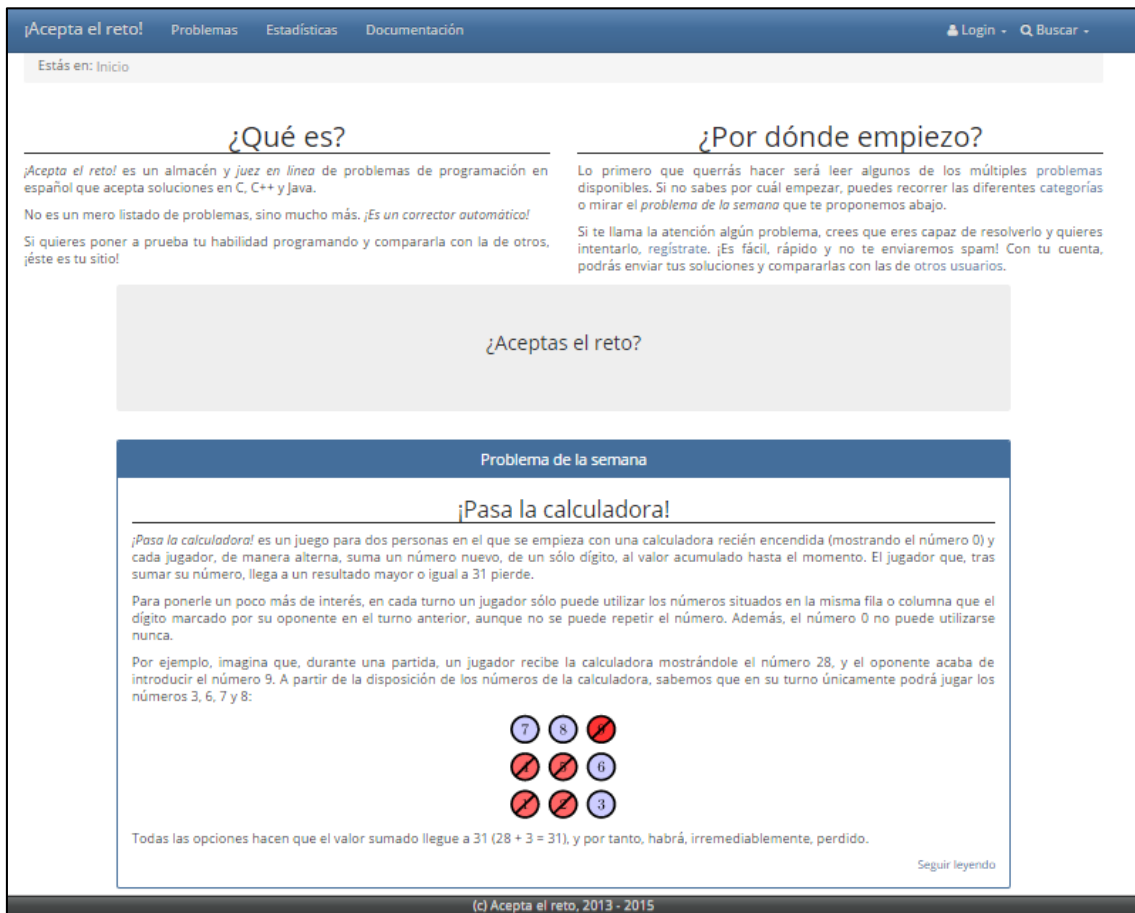 ¡Acepta el reto! Problemas Estadísticas Documentación Login Buscar
Estás en: Inicio
¿Qué es?
¡Acepta el reto! es un almacén y juez en línea de problemas de programación en
español que acepta soluciones en C, C++ y Java.
No es un mero listado de problemas, sino mucho más. ¡Es un corrector automático!
Si quieres poner a prueba tu habilidad programando y compararla con la de otros,
¡éste es tu sitio!
¿Por dónde empiezo?
Lo primero que querrás hacer será leer algunos de los múltiples problemas
disponibles. Si no sabes por cuál empezar, puedes recorrer las diferentes categorías
o mirar el problema de la semana que te proponemos abajo.
Si te llama la atención algún problema, crees que eres capaz de resolverlo y quieres
intentarlo, regístrate. ¡Es fácil, rápido y no te enviaremos spam! Con tu cuenta,
podrás enviar tus soluciones y compararlas con las de otros usuarios.
¿Aceptas el reto?
Problema de la semana
¡Pasa la calculadora!
¡Pasa la calculadora! es un juego para dos personas en el que se empieza con una calculadora recién encendida (mostrando el número 0) y
cada jugador, de manera alterna, suma un número nuevo, de un sólo dígito, al valor acumulado hasta el momento. El jugador que, tras
sumar su número, llega a un resultado mayor o igual a 31 pierde.
Para ponerle un poco más de interés, en cada turno un jugador sólo puede utilizar los números situados en la misma fila o columna que el
dígito marcado por su oponente en el turno anterior, aunque no se puede repetir el número. Además, el número 0 no puede utilizarse
nunca.
Por ejemplo, imagina que, durante una partida, un jugador recibe la calculadora mostrándole el número 28, y el oponente acaba de
introducir el número 9. A partir de la disposición de los números de la calculadora, sabemos que en su turno únicamente podrá jugar los
números 3, 6, 7 y 8:
7 8 9
4 5 6
1 2 3
Todas las opciones hacen que el valor sumado llegue a 31 (28 + 3 = 31), y por tanto, habrá, irremediablemente, perdido.
Seguir leyendo
(c) Acepta el reto, 2013 - 2015